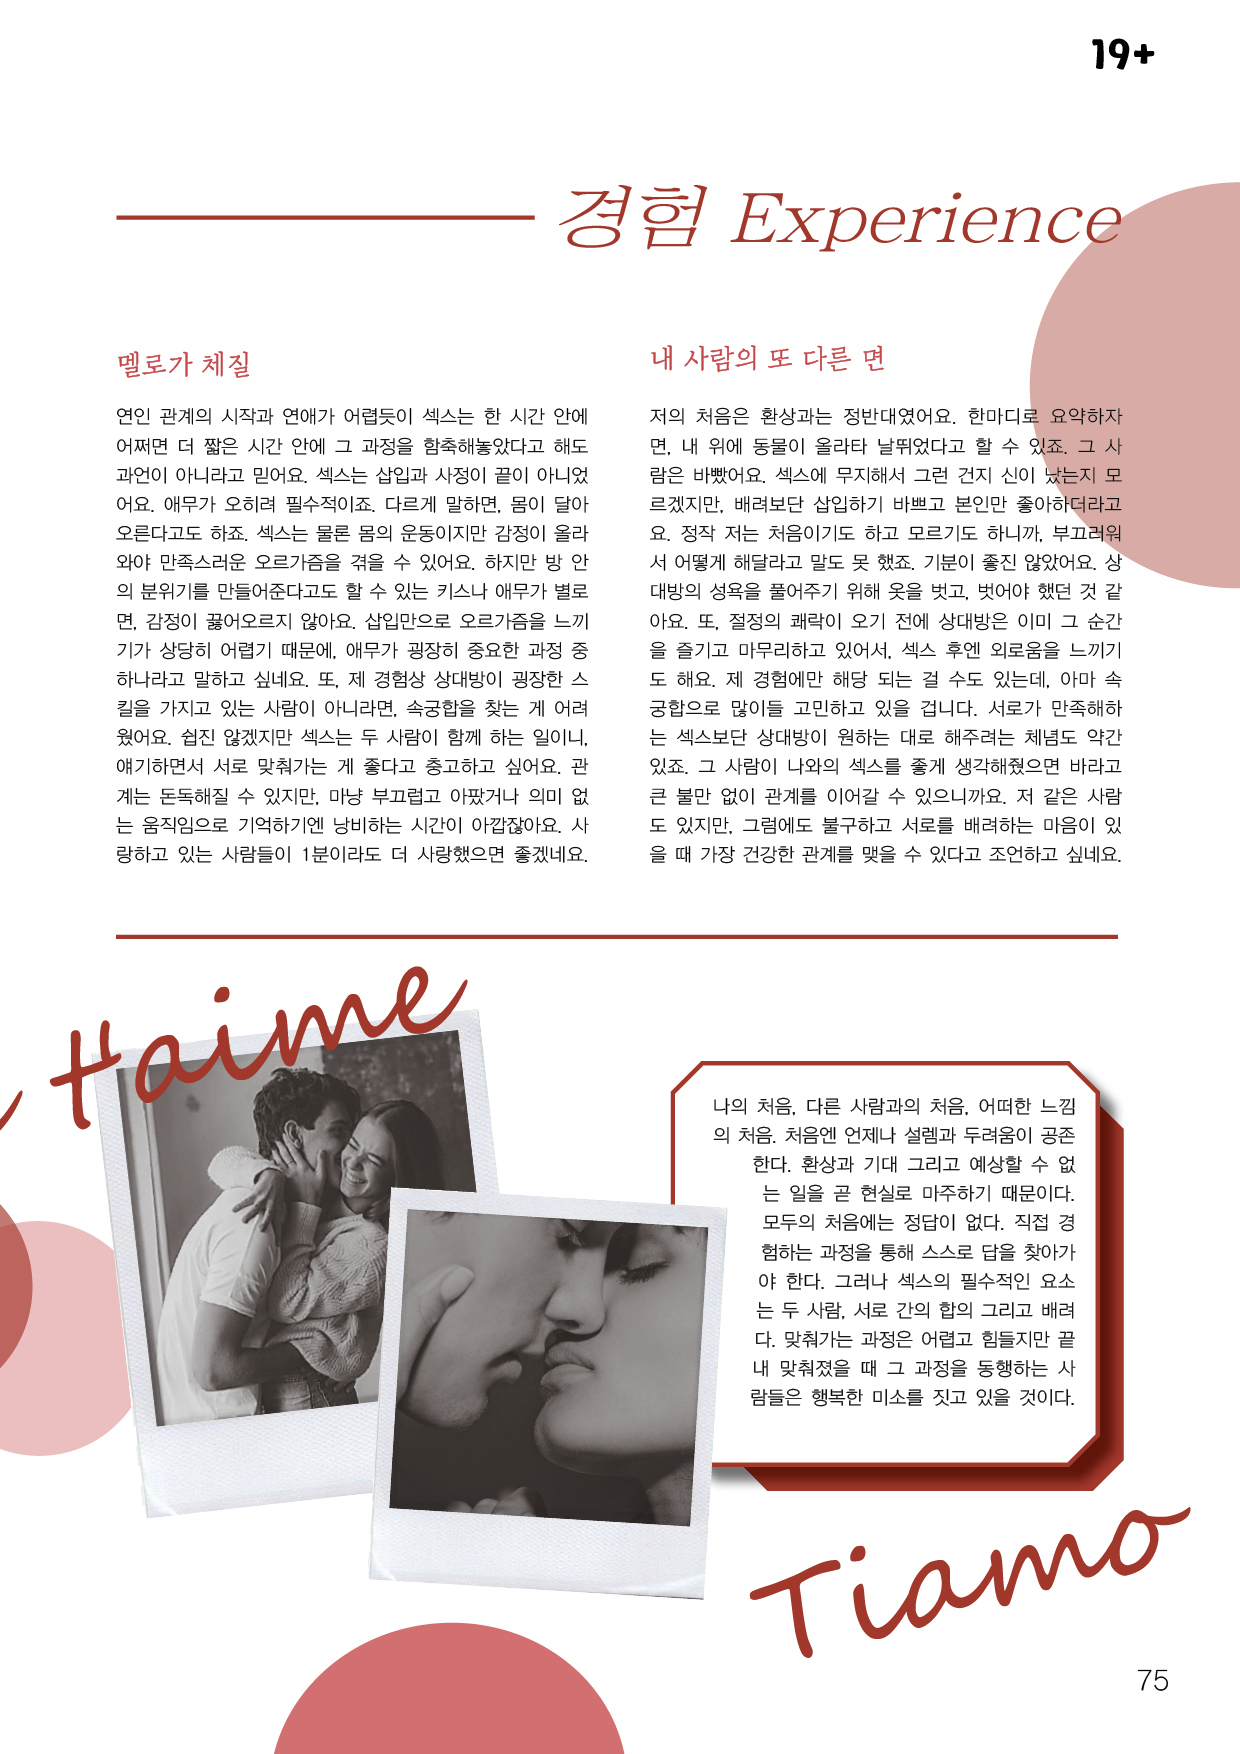 19+
경험 Experience
멜로가 체질
연인 관계의 시작과 연애가 어렵듯이 섹스는 한 시간 안에
어쩌면 더 짧은 시간 안에 그 과정을 함축해놓았다고 해도
과언이 아니라고 믿어요. 섹스는 삽입과 사정이 끝이 아니었
어요. 애무가 오히려 필수적이죠. 다르게 말하면, 몸이 달아
오른다고도 하죠. 섹스는 물론 몸의 운동이지만 감정이 올라
와야 만족스러운 오르가즘을 겪을 수 있어요. 하지만 방 안
의 분위기를 만들어준다고도 할 수 있는 키스나 애무가 별로
면, 감정이 끓어오르지 않아요. 삽입만으로 오르가즘을 느끼
기가 상당히 어렵기 때문에, 애무가 굉장히 중요한 과정 중
하나라고 말하고 싶네요. 또, 제 경험상 상대방이 굉장한 스
킬을 가지고 있는 사람이 아니라면, 속궁합을 찾는 게 어려
웠어요. 쉽진 않겠지만 섹스는 두 사람이 함께 하는 일이니,
얘기하면서 서로 맞춰가는 게 좋다고 충고하고 싶어요. 관
계는 돈독해질 수 있지만, 마냥 부끄럽고 아팠거나 의미 없
는 움직임으로 기억하기엔 낭비하는 시간이 아깝잖아요. 사
랑하고 있는 사람들이 1분이라도 더 사랑했으면 좋겠네요.
내 사람의 또 다른 면
저의 처음은 환상과는 정반대였어요. 한마디로 요약하자
면, 내 위에 동물이 올라타 날뛰었다고 할 수 있죠. 그 사
람은 바빴어요. 섹스에 무지해서 그런 건지 신이 났는지 모
르겠지만, 배려보단 삽입하기 바쁘고 본인만 좋아하더라고
요. 정작 저는 처음이기도 하고 모르기도 하니까, 부끄러워
서 어떻게 해달라고 말도 못 했죠. 기분이 좋진 않았어요. 상
대방의 성욕을 풀어주기 위해 옷을 벗고, 벗어야 했던 것 같
아요. 또, 절정의 쾌락이 오기 전에 상대방은 이미 그 순간
을 즐기고 마무리하고 있어서, 섹스 후엔 외로움을 느끼기
도 해요. 제 경험에만 해당 되는 걸 수도 있는데, 아마 속
궁합으로 많이들 고민하고 있을 겁니다. 서로가 만족해하
는 섹스보단 상대방이 원하는 대로 해주려는 체념도 약간
있죠. 그 사람이 나와의 섹스를 좋게 생각해줬으면 바라고
큰 불만 없이 관계를 이어갈 수 있으니까요. 저 같은 사람
도 있지만, 그럼에도 불구하고 서로를 배려하는 마음이 있
을 때 가장 건강한 관계를 맺을 수 있다고 조언하고 싶네요.
t'aime
나의 처음, 다른 사람과의 처음, 어떠한 느낌
의 처음. 처음엔 언제나 설렘과 두려움이 공존
한다. 환상과 기대 그리고 예상할 수 없
는 일을 곧 현실로 마주하기 때문이다.
모두의 처음에는 정답이 없다. 직접 경
험하는 과정을 통해 스스로 답을 찾아가
야 한다. 그러나 섹스의 필수적인 요소
는 두 사람, 서로 간의 합의 그리고 배려
다. 맞춰가는 과정은 어렵고 힘들지만 끝
내 맞춰졌을 때 그 과정을 동행하는 사
람들은 행복한 미소를 짓고 있을 것이다.
Tiamo
75